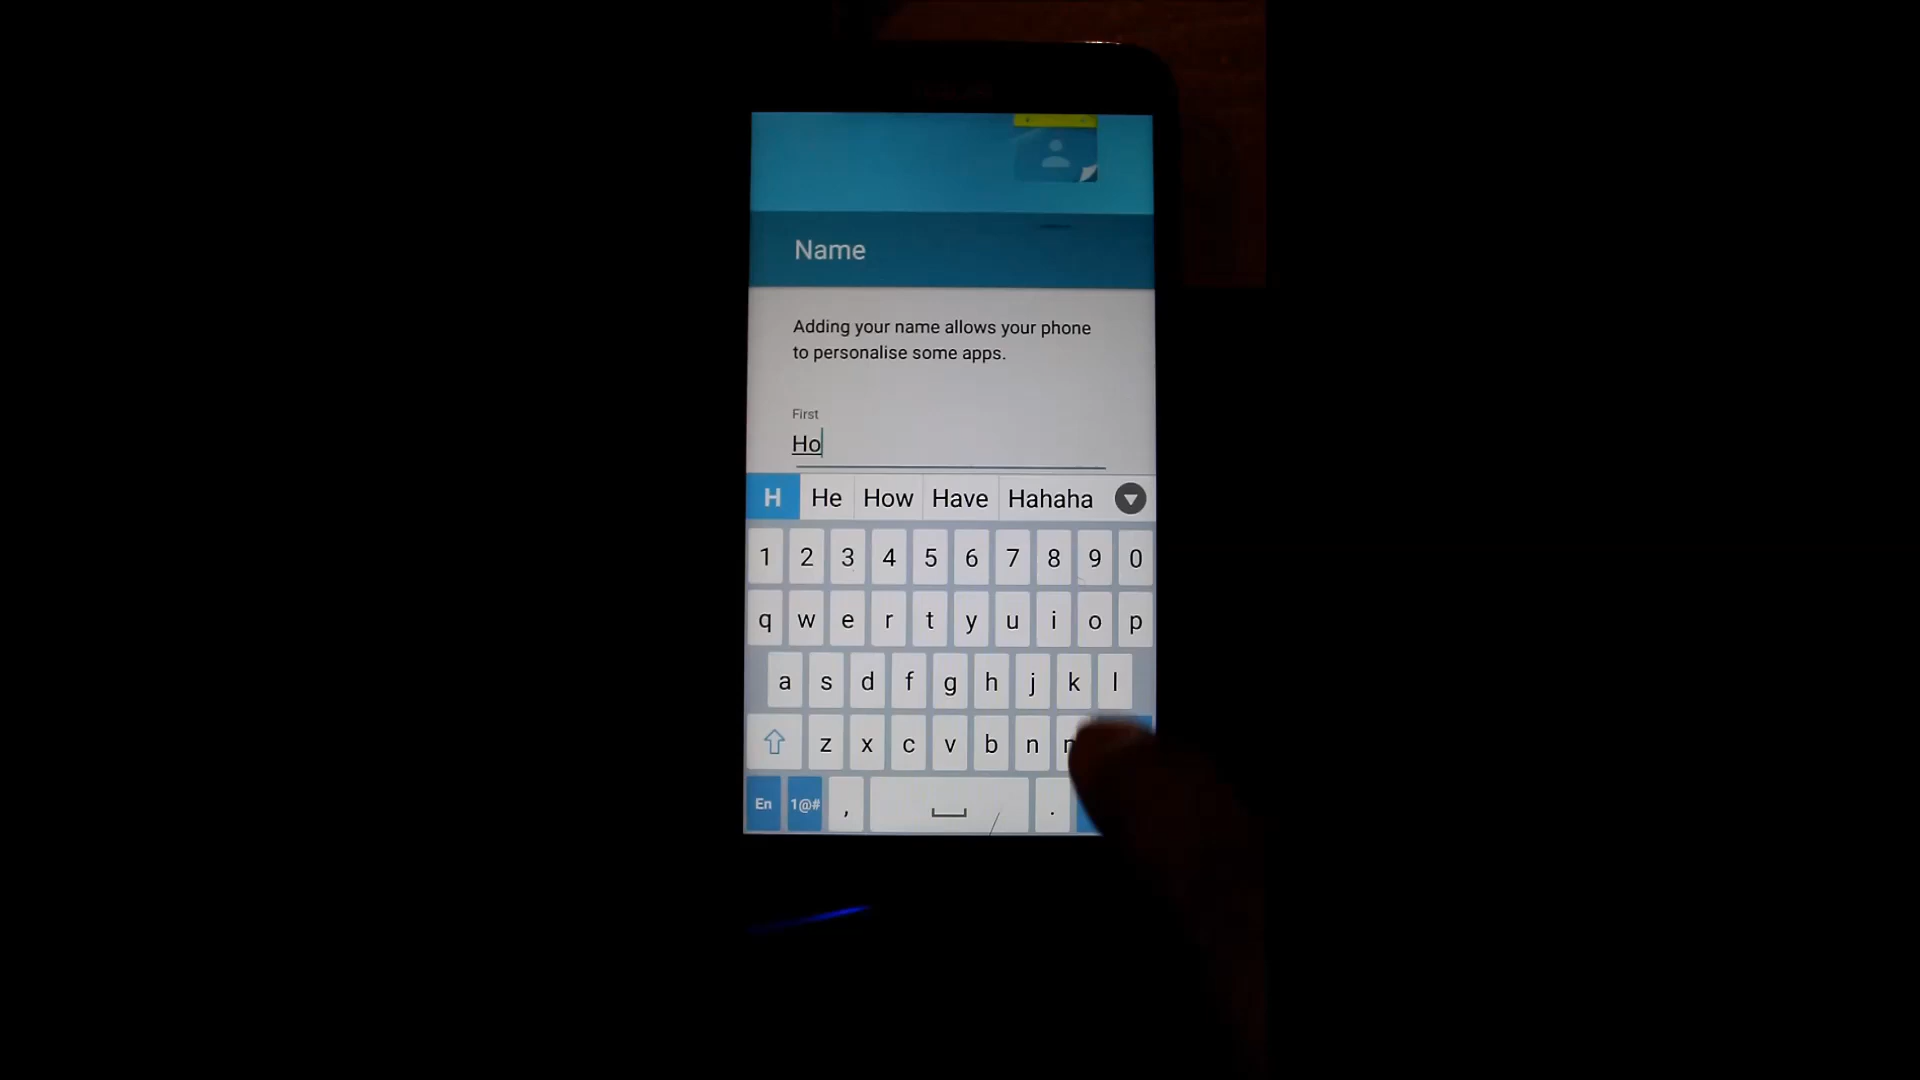 Name
Adding your name allows your phone
to personalise some apps.
First
Ho
H He How Have Hahaha
1 2 3 4 5 6 7 8 9 0
q w e r t y u i o p
a s d f g h j k l
z x c v b n
En 1@# , .